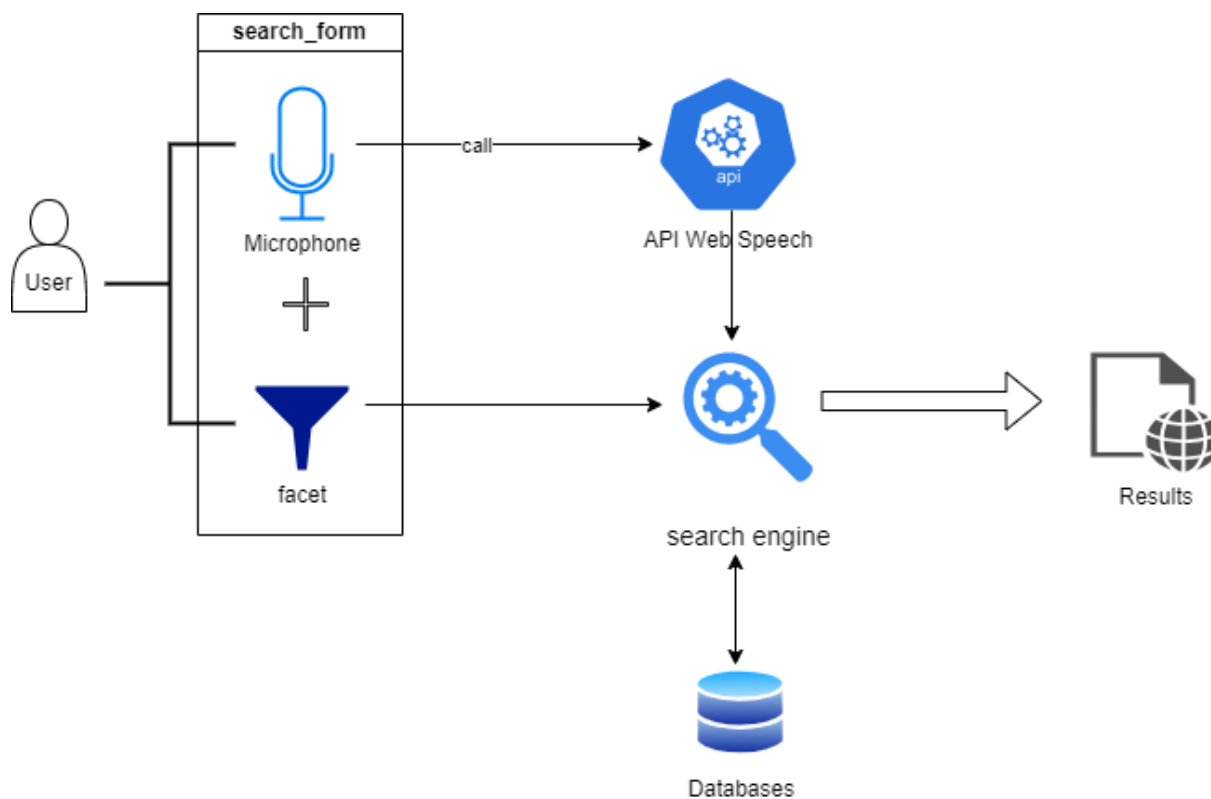 search_form
call
api
Microphone
API Web Speech
User
facet
Results
search engine
Databases